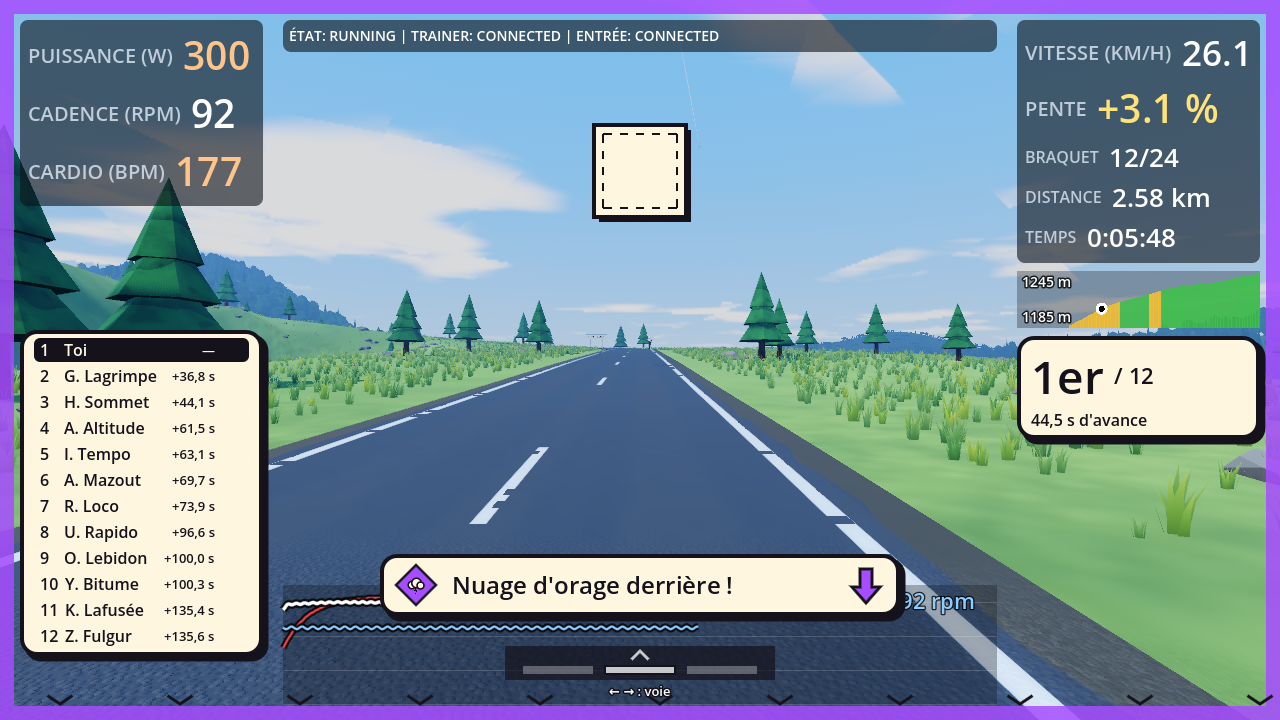 PUISSANCE (W) 300
CADENCE (RPM) 92
CARDIO (BPM) 177
ÉTAT: RUNNING | TRAINER: CONNECTED | ENTRÉE: CONNECTED
VITESSE (KM/H) 26.1
PENTE +3.1 %
BRAQUET 12/24
DISTANCE 2.58 km
TEMPS 0:05:48
1245 m
1185 m
1er / 12
44,5 s d'avance
1 Toi —
2 G. Lagrimpe +36,8 s
3 H. Sommet +44,1 s
4 A. Altitude +61,5 s
5 I. Tempo +63,1 s
6 A. Mazout +69,7 s
7 R. Loco +73,9 s
8 U. Rapido +96,6 s
9 O. Lebidon +100,0 s
10 Y. Bitume +100,3 s
11 K. Lafusée +135,4 s
12 Z. Fulgur +135,6 s
Nuage d'orage derrière !
92 rpm
← → : voie